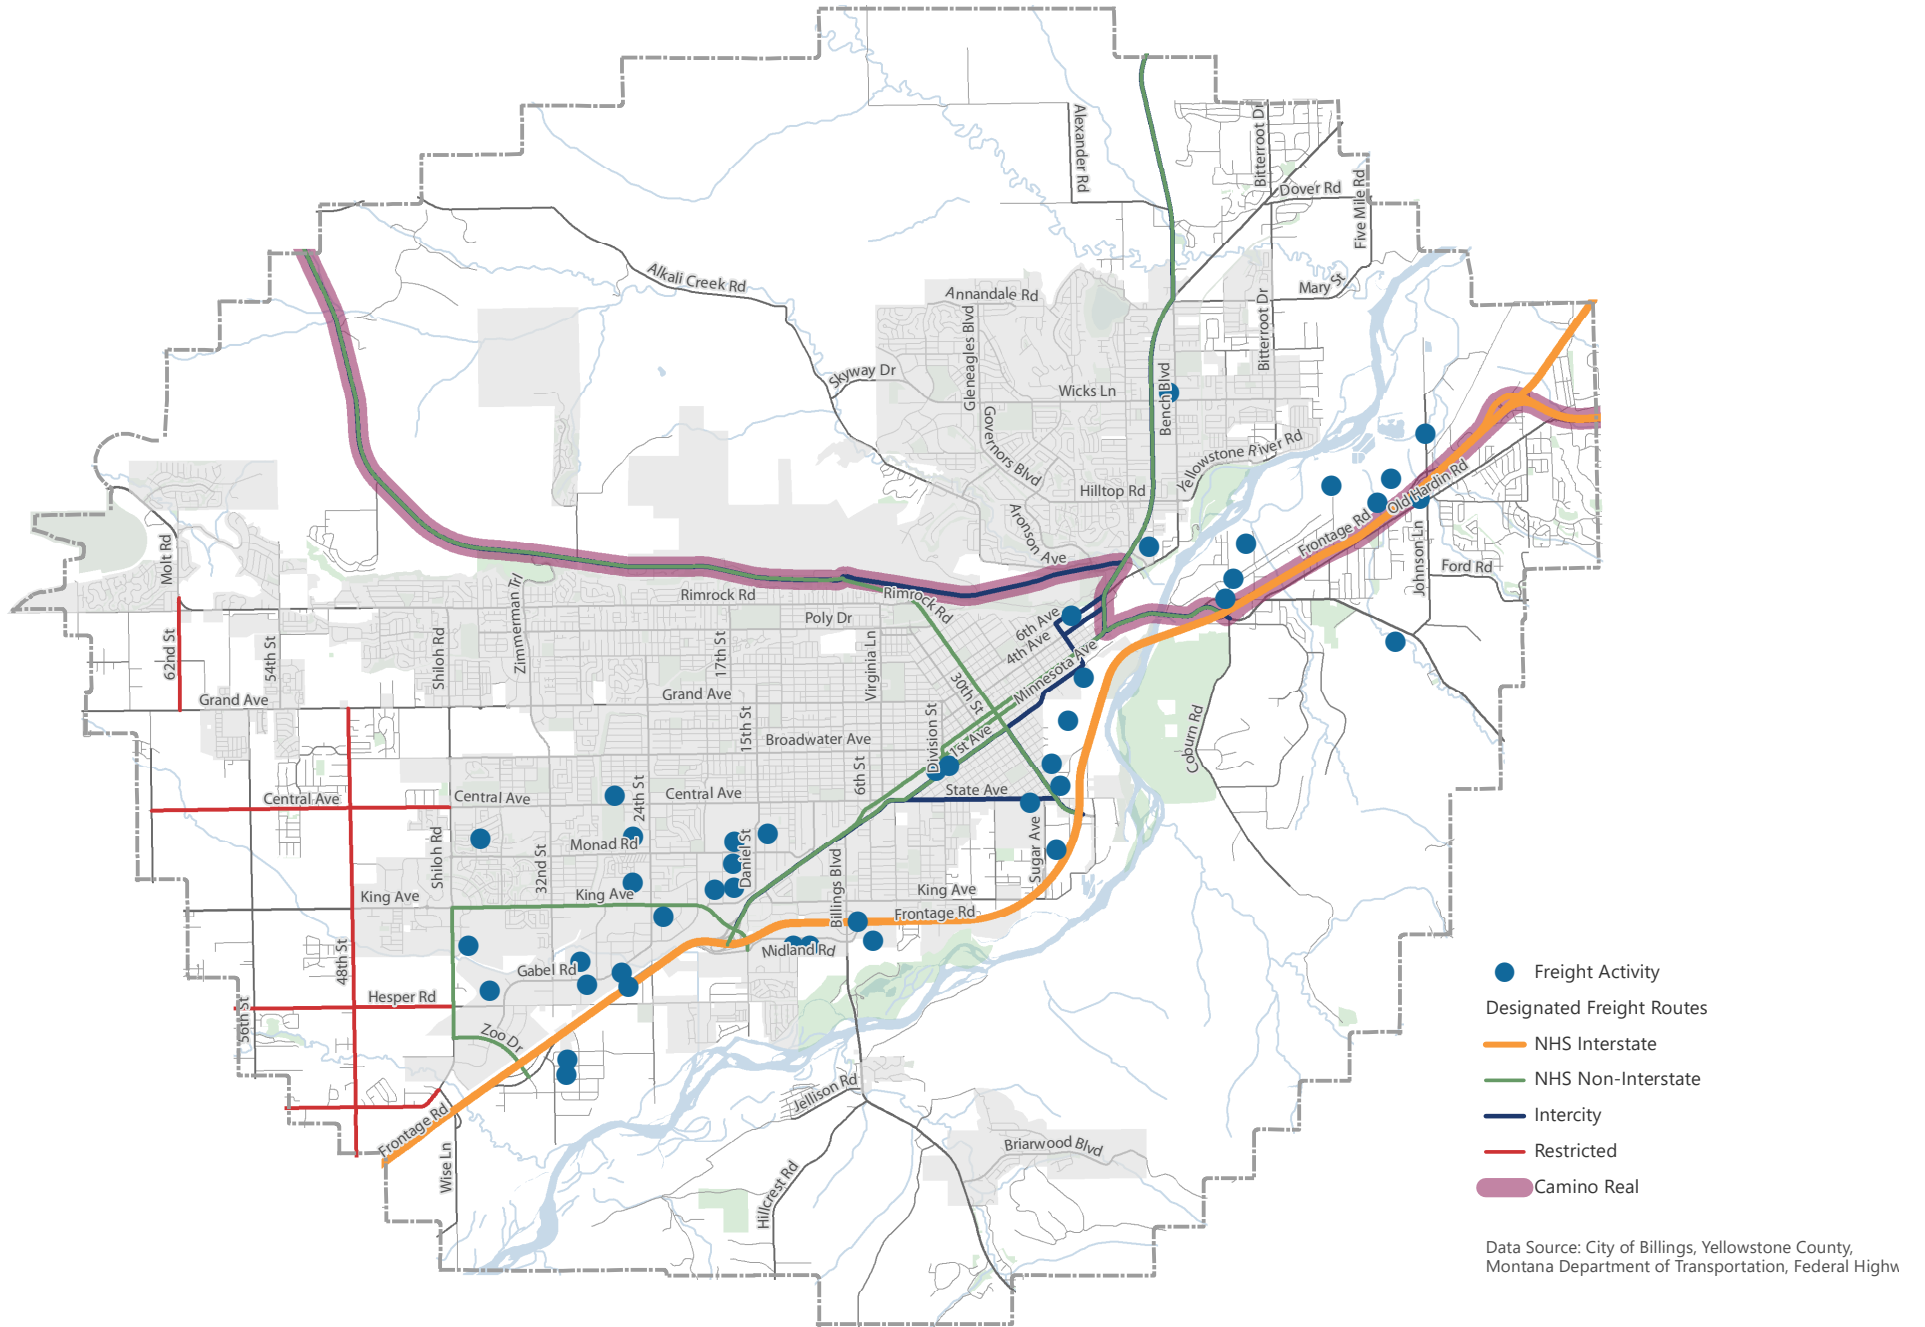 Alexander Rd
Bitterroot Dr
Dover Rd
Five Mile Rd
Alkali Creek Rd
Annandale Rd
Mary St
Gleneagles Blvd
Bitterroot Dr
Skyway Dr
Wicks Ln
Bench Blvd
Governors Blvd
Yellowstone River Rd
Hilltop Rd
Old Hardin Rd
Aronson Ave
Frontage Rd
Johnson Ln
Ford Rd
Molt Rd
Zimmerman Trl
Rimrock Rd
Rimrock Rd
Poly Dr
6th Ave
4th Ave
Minnesota Ave
62nd St
54th St
Shiloh Rd
17th St
Virginia Ln
Grand Ave
Grand Ave
30th St
15th St
Broadwater Ave
Division St
1st Ave
Coburn Rd
6th St
Central Ave
Central Ave
24th St
Central Ave
State Ave
Monad Rd
Daniel St
Sugar Ave
Shiloh Rd
32nd St
Billings Blvd
King Ave
King Ave
King Ave
Frontage Rd
48th St
Gabel Rd
Midland Rd
Hesper Rd
56th St
Zoo Dr
Jellison Rd
Frontage Rd
Briarwood Blvd
Wise Ln
Hillcrest Rd
Freight Activity
Designated Freight Routes
NHS Interstate
NHS Non-Interstate
Intercity
Restricted
Camino Real
Data Source: City of Billings, Yellowstone County,
Montana Department of Transportation, Federal Highw